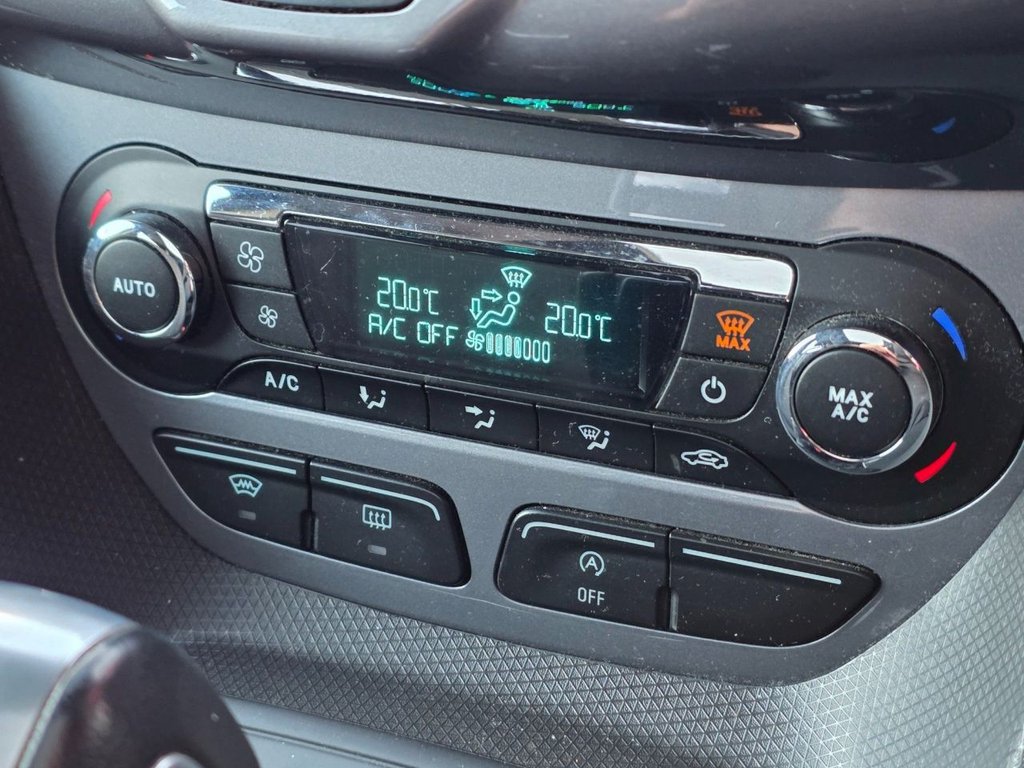 AUTO
20.0°C
20.0°C
A/C OFF
MAX
MAX
A/C
A/C
A
OFF